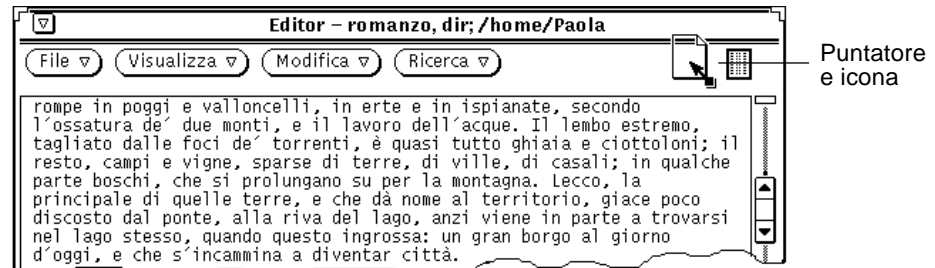 Editor – romanzo, dir; /home/Paola
File Visualizza Modifica Ricerca
Puntatore
e icona
rompe in poggi e valloncelli, in erte e in ispianate, secondo
l´ossatura de´ due monti, e il lavoro dell´acque. Il lembo estremo,
tagliato dalle foci de´ torrenti, è quasi tutto ghiaia e ciottoloni; il
resto, campi e vigne, sparse di terre, di ville, di casali; in qualche
parte boschi, che si prolungano su per la montagna. Lecco, la
principale di quelle terre, e che dà nome al territorio, giace poco
discosto dal ponte, alla riva del lago, anzi viene in parte a trovarsi
nel lago stesso, quando questo ingrossa: un gran borgo al giorno
d´oggi, e che s´incammina a diventar città.